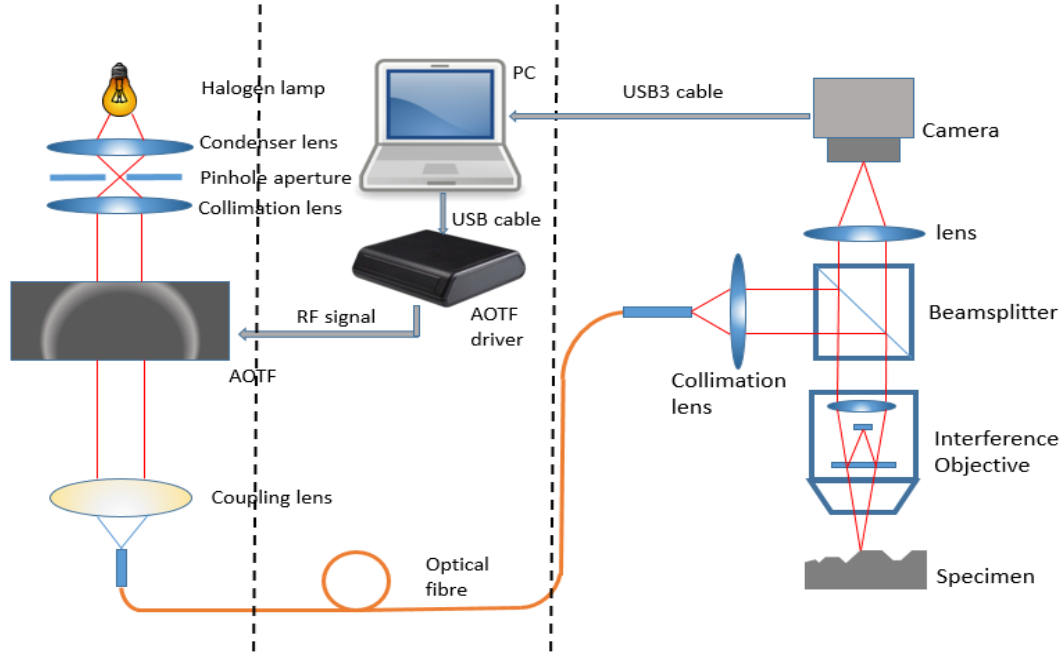 Halogen lamp
Condenser lens
Pinhole aperture
Collimation lens
AOTF
Coupling lens
PC
USB cable
RF signal
AOTF
driver
Optical
fibre
USB3 cable
Camera
lens
Beamsplitter
Collimation
lens
Interference
Objective
Specimen